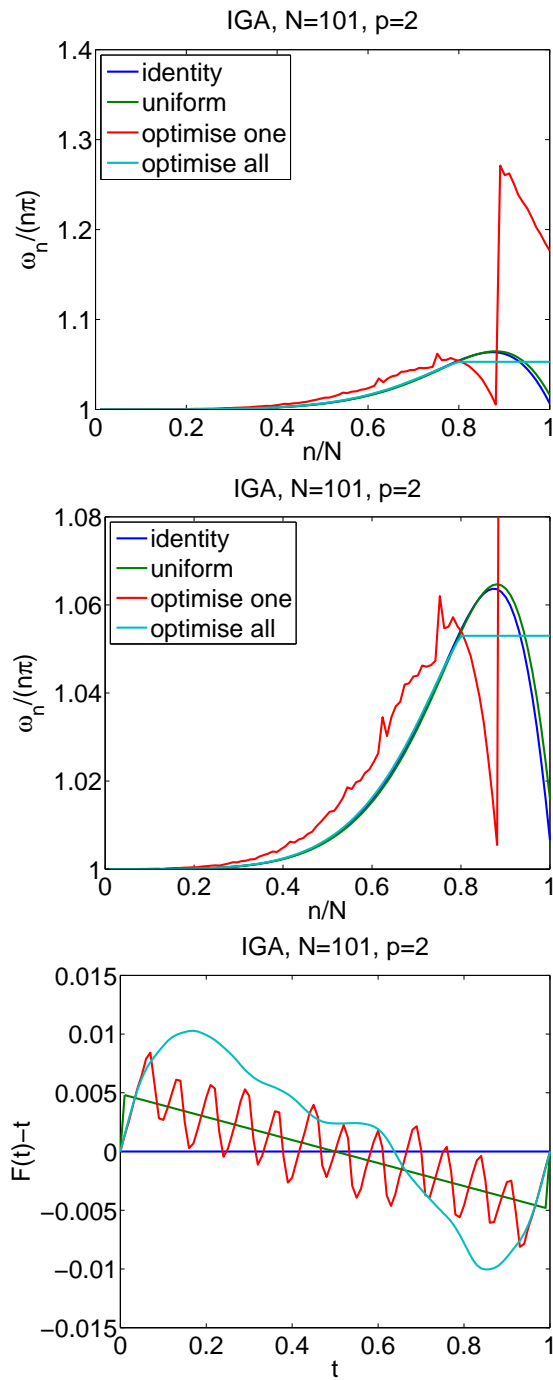 IGA, N=101, p=2
1.4
1.3
1.2
1.1
1
ω_n/(nπ)
identity
uniform
optimise one
optimise all
0 0.2 0.4 0.6 0.8 1
n/N
IGA, N=101, p=2
1.08
1.06
1.04
1.02
1
ω_n/(nπ)
identity
uniform
optimise one
optimise all
0 0.2 0.4 0.6 0.8 1
n/N
IGA, N=101, p=2
0.015
0.01
0.005
0
−0.005
−0.01
−0.015
F(t)−t
0 0.2 0.4 0.6 0.8 1
t